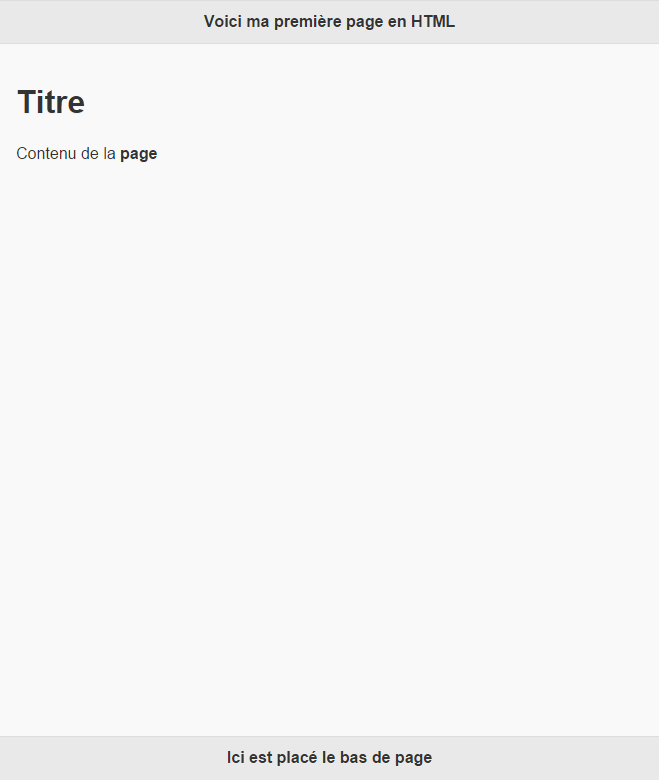 Voici ma première page en HTML
Titre
Contenu de la page
Ici est placé le bas de page